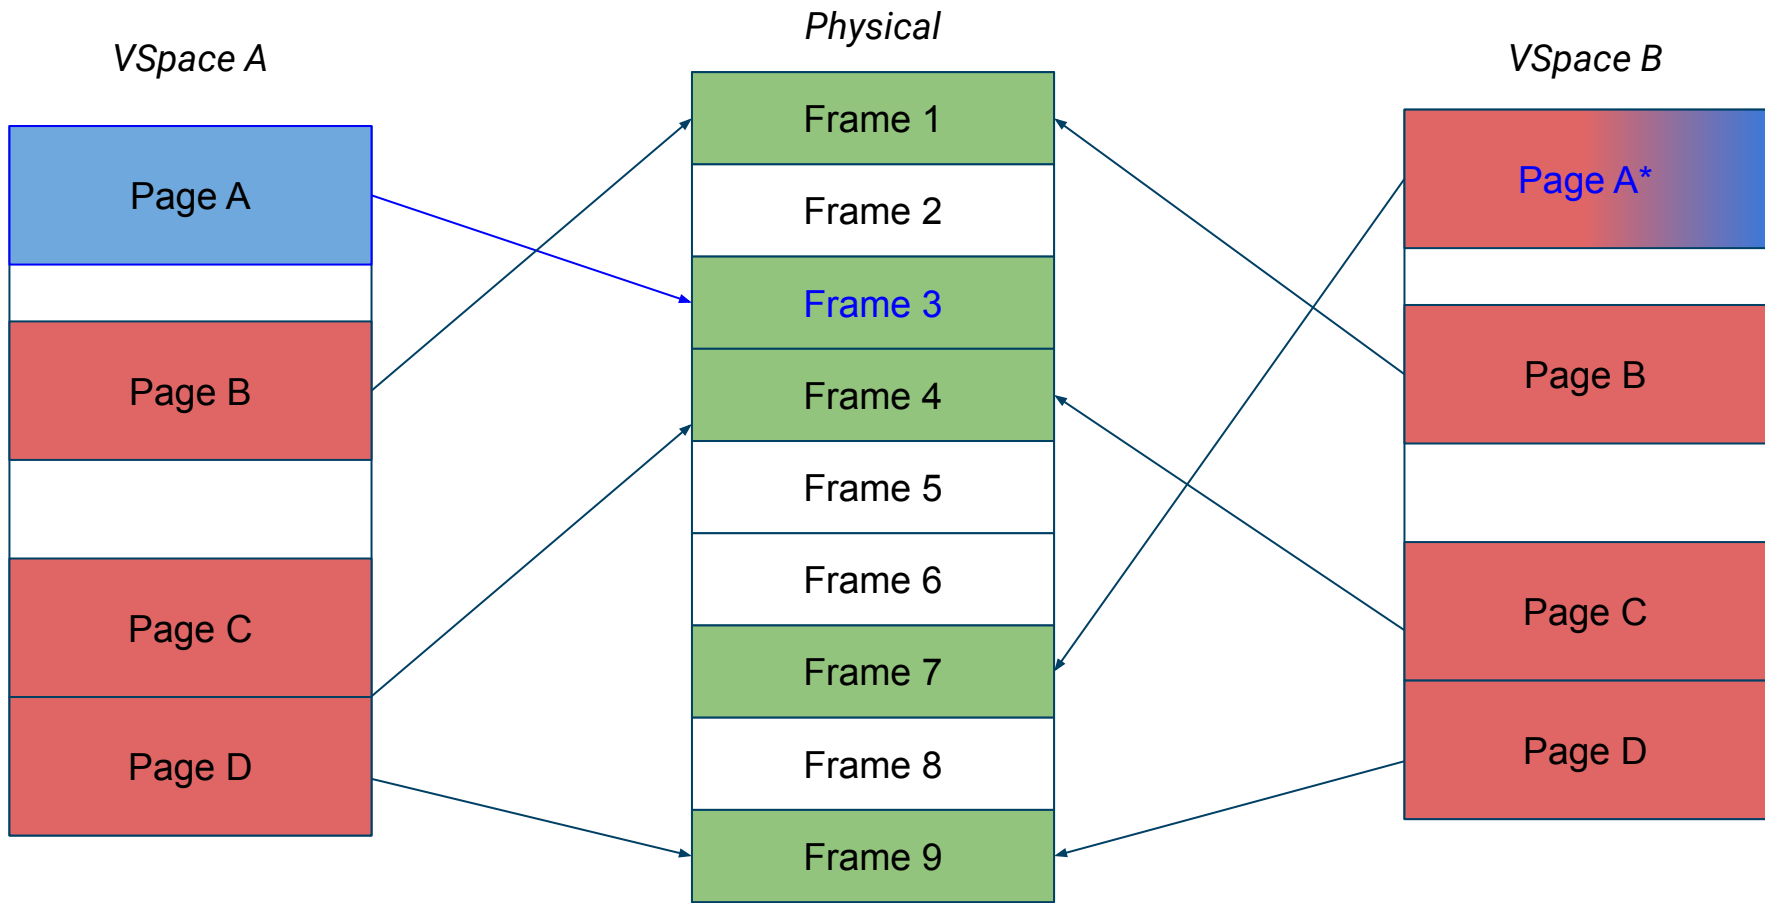 VSpace A
Page A
Page B
Page C
Page D
Physical
Frame 1
Frame 2
Frame 3
Frame 4
Frame 5
Frame 6
Frame 7
Frame 8
Frame 9
VSpace B
Page A*
Page B
Page C
Page D